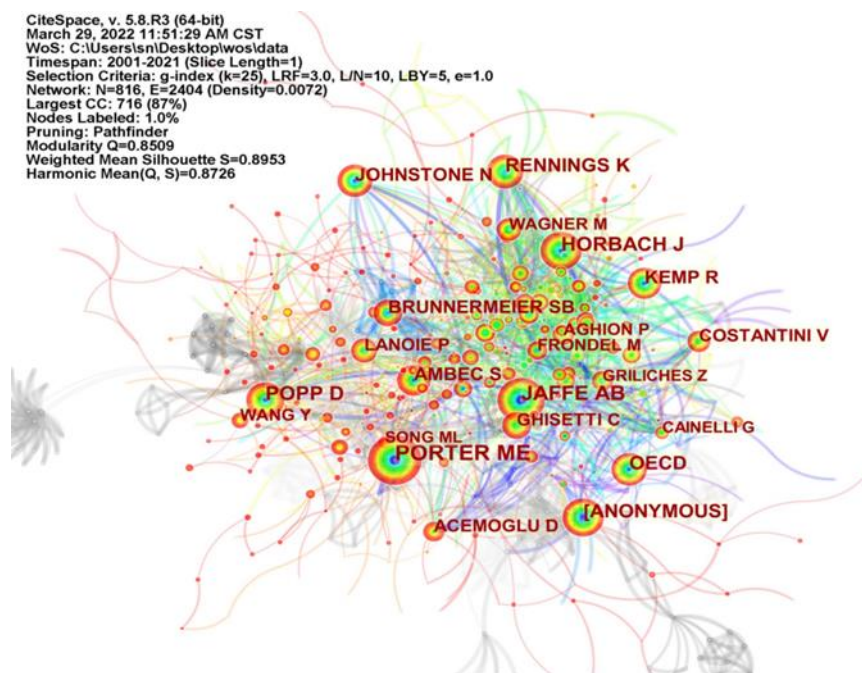 CiteSpace, v. 5.8.R3 (64-bit)
March 29, 2022 11:51:29 AM CST
WoS: C:\Users\sn\Desktop\wos\data
Timespan: 2001-2021 (Slice Length=1)
Selection Criteria: g-index (k=25), LRF=3.0, L/N=10, LBY=5, e=1.0
Network: N=816, E=2404 (Density=0.0072)
Largest CC: 716 (87%)
Nodes Labeled: 1.0%
Pruning: Pathfinder
Modularity Q=0.8509
Weighted Mean Silhouette S=0.8953
Harmonic Mean(Q, S)=0.8726
JOHNSTONE N
RENNINGS K
WAGNER M
HORBACH J
KEMP R
BRUNNERMEIER SB
AGHION P
COSTANTINI V
LANOIE P
FRONDEL M
AMBEC S
GRILICHES Z
POPP D
JAFFE AB
WANG Y
GHISETTI C
CAINELLI G
SONG ML
PORTER ME
OECD
[ANONYMOUS]
ACEMOGLU D